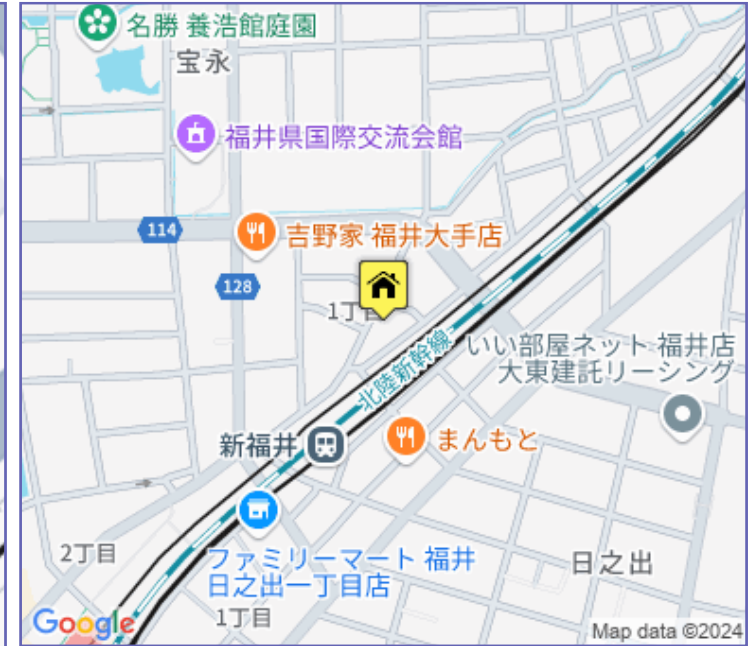 名勝 養浩館庭園
宝永
福井県国際交流会館
114
吉野家 福井大手店
128
1丁目
北陸新幹線
いい部屋ネット 福井店
大東建託リーシング
新福井
まんもと
2丁目
ファミリーマート 福井
日之出一丁目店
日之出
1丁目
Google
Map data ©2024